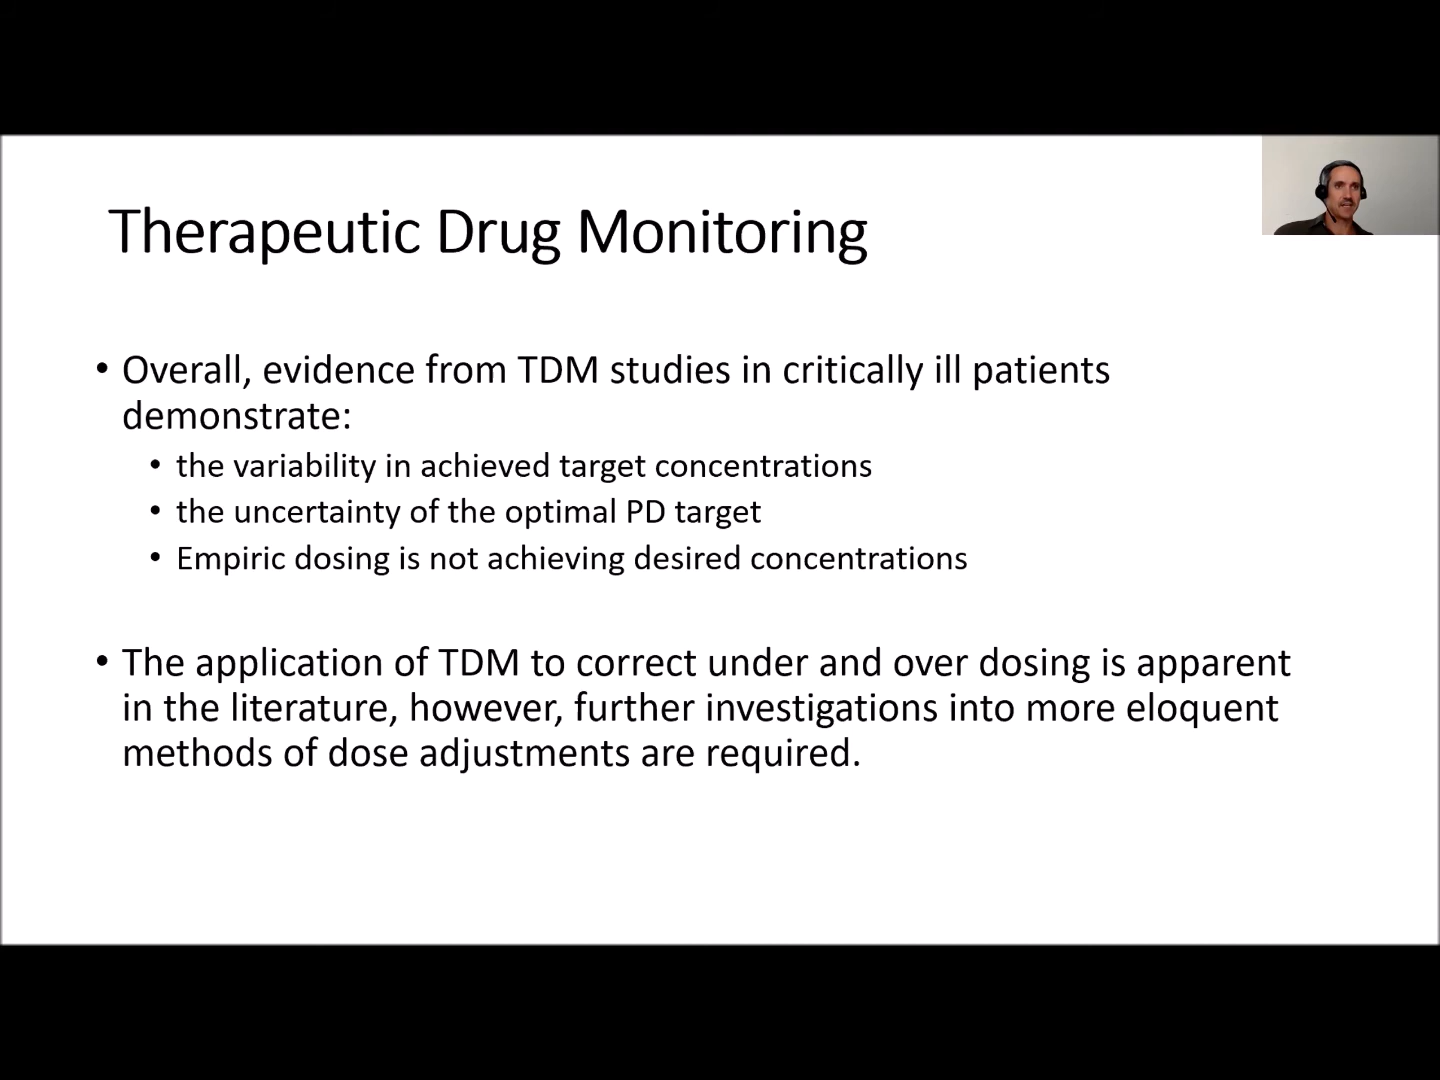 Therapeutic Drug Monitoring
• Overall, evidence from TDM studies in critically ill patients
demonstrate:
• the variability in achieved target concentrations
• the uncertainty of the optimal PD target
• Empiric dosing is not achieving desired concentrations
• The application of TDM to correct under and over dosing is apparent
in the literature, however, further investigations into more eloquent
methods of dose adjustments are required.